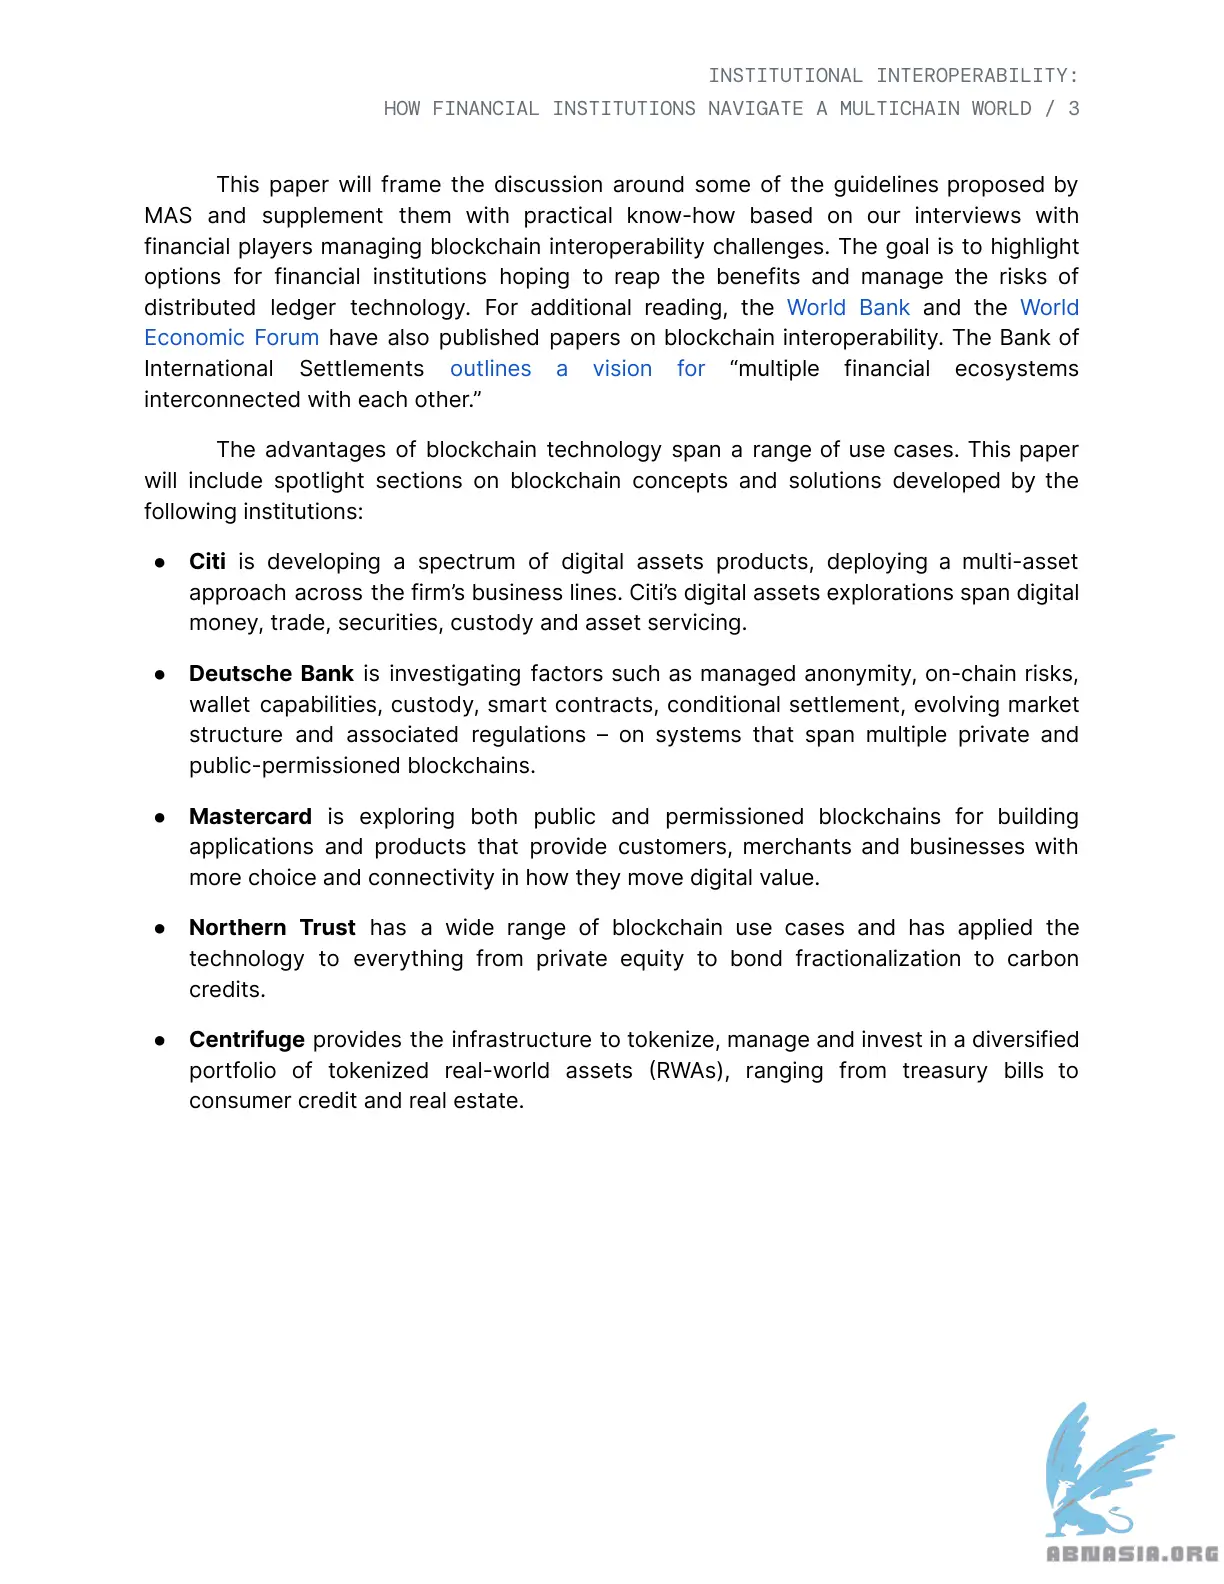 INSTITUTIONAL INTEROPERABILITY:
HOW FINANCIAL INSTITUTIONS NAVIGATE A MULTICHAIN WORLD / 3
This paper will frame the discussion around some of the guidelines proposed by
MAS and supplement them with practical know-how based on our interviews with
financial players managing blockchain interoperability challenges. The goal is to highlight
options for financial institutions hoping to reap the benefits and manage the risks of
distributed ledger technology. For additional reading, the World Bank and the World
Economic Forum have also published papers on blockchain interoperability. The Bank of
International Settlements outlines a vision for “multiple financial ecosystems
interconnected with each other.”
The advantages of blockchain technology span a range of use cases. This paper
will include spotlight sections on blockchain concepts and solutions developed by the
following institutions:
● Citi is developing a spectrum of digital assets products, deploying a multi-asset
approach across the firm’s business lines. Citi’s digital assets explorations span digital
money, trade, securities, custody and asset servicing.
● Deutsche Bank is investigating factors such as managed anonymity, on-chain risks,
wallet capabilities, custody, smart contracts, conditional settlement, evolving market
structure and associated regulations – on systems that span multiple private and
public-permissioned blockchains.
● Mastercard is exploring both public and permissioned blockchains for building
applications and products that provide customers, merchants and businesses with
more choice and connectivity in how they move digital value.
● Northern Trust has a wide range of blockchain use cases and has applied the
technology to everything from private equity to bond fractionalization to carbon
credits.
● Centrifuge provides the infrastructure to tokenize, manage and invest in a diversified
portfolio of tokenized real-world assets (RWAs), ranging from treasury bills to
consumer credit and real estate.
ABNASIA.ORG